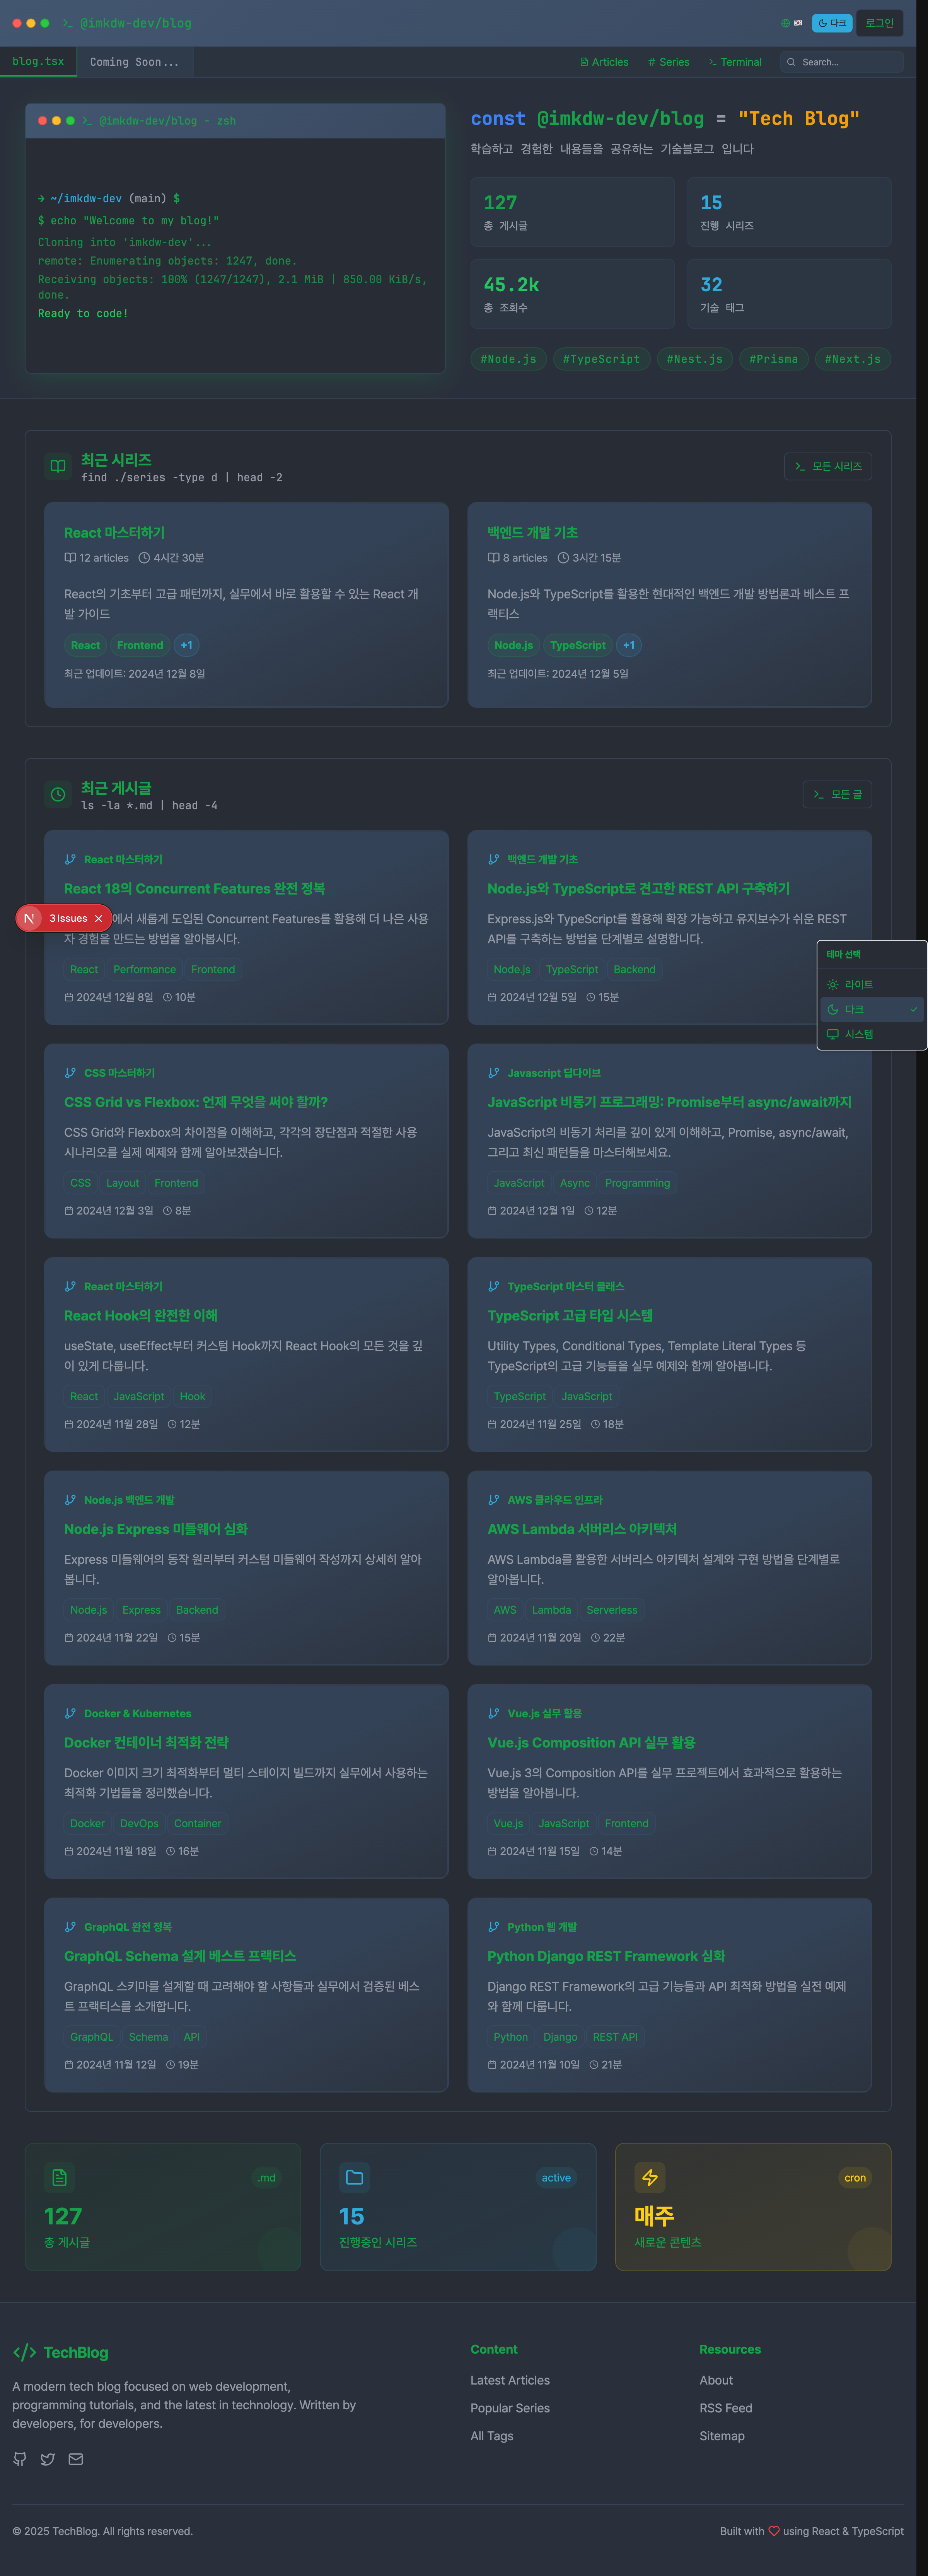 @imkdw-dev/blog
다크
로그인
blog.tsx
Coming Soon...
Articles
Series
Terminal
Search...
@imkdw-dev/blog - zsh
→ ~/imkdw-dev (main) $
$ echo "Welcome to my blog!"
Cloning into 'imkdw-dev'...
remote: Enumerating objects: 1247, done.
Receiving objects: 100% (1247/1247), 2.1 MiB | 850.00 KiB/s,
done.
Ready to code!
const @imkdw-dev/blog = "Tech Blog"
학습하고 경험한 내용들을 공유하는 기술블로그 입니다
127
총 게시글
15
진행 시리즈
45.2k
총 조회수
32
기술 태그
#Node.js
#TypeScript
#Nest.js
#Prisma
#Next.js
최근 시리즈
find ./series -type d | head -2
모든 시리즈
React 마스터하기
12 articles 4시간 30분
React의 기초부터 고급 패턴까지, 실무에서 바로 활용할 수 있는 React 개
발 가이드
React Frontend +1
최근 업데이트: 2024년 12월 8일
백엔드 개발 기초
8 articles 3시간 15분
Node.js와 TypeScript를 활용한 현대적인 백엔드 개발 방법론과 베스트 프
랙티스
Node.js TypeScript +1
최근 업데이트: 2024년 12월 5일
최근 게시글
ls -la *.md | head -4
모든 글
React 마스터하기
React 18의 Concurrent Features 완전 정복
에서 새롭게 도입된 Concurrent Features를 활용해 더 나은 사용
자 경험을 만드는 방법을 알아봅시다.
React Performance Frontend
2024년 12월 8일 10분
N 3 Issues
백엔드 개발 기초
Node.js와 TypeScript로 견고한 REST API 구축하기
Express.js와 TypeScript를 활용해 확장 가능하고 유지보수가 쉬운 REST
API를 구축하는 방법을 단계별로 설명합니다.
Node.js TypeScript Backend
2024년 12월 5일 15분
테마 선택
라이트
다크
시스템
CSS 마스터하기
CSS Grid vs Flexbox: 언제 무엇을 써야 할까?
CSS Grid와 Flexbox의 차이점을 이해하고, 각각의 장단점과 적절한 사용
시나리오를 실제 예제와 함께 알아보겠습니다.
CSS Layout Frontend
2024년 12월 3일 8분
Javascript 딥다이브
JavaScript 비동기 프로그래밍: Promise부터 async/await까지
JavaScript의 비동기 처리를 깊이 있게 이해하고, Promise, async/await,
그리고 최신 패턴들을 마스터해보세요.
JavaScript Async Programming
2024년 12월 1일 12분
React 마스터하기
React Hook의 완전한 이해
useState, useEffect부터 커스텀 Hook까지 React Hook의 모든 것을 깊
이 있게 다룹니다.
React JavaScript Hook
2024년 11월 28일 12분
TypeScript 마스터 클래스
TypeScript 고급 타입 시스템
Utility Types, Conditional Types, Template Literal Types 등
TypeScript의 고급 기능들을 실무 예제와 함께 알아봅니다.
TypeScript JavaScript
2024년 11월 25일 18분
Node.js 백엔드 개발
Node.js Express 미들웨어 심화
Express 미들웨어의 동작 원리부터 커스텀 미들웨어 작성까지 상세히 알아
봅니다.
Node.js Express Backend
2024년 11월 22일 15분
AWS 클라우드 인프라
AWS Lambda 서버리스 아키텍처
AWS Lambda를 활용한 서버리스 아키텍처 설계와 구현 방법을 단계별로
알아봅니다.
AWS Lambda Serverless
2024년 11월 20일 22분
Docker & Kubernetes
Docker 컨테이너 최적화 전략
Docker 이미지 크기 최적화부터 멀티 스테이지 빌드까지 실무에서 사용하는
최적화 기법들을 정리했습니다.
Docker DevOps Container
2024년 11월 18일 16분
Vue.js 실무 활용
Vue.js Composition API 실무 활용
Vue.js 3의 Composition API를 실무 프로젝트에서 효과적으로 활용하는
방법을 알아봅니다.
Vue.js JavaScript Frontend
2024년 11월 15일 14분
GraphQL 완전 정복
GraphQL Schema 설계 베스트 프랙티스
GraphQL 스키마를 설계할 때 고려해야 할 사항들과 실무에서 검증된 베스
트 프랙티스를 소개합니다.
GraphQL Schema API
2024년 11월 12일 19분
Python 웹 개발
Python Django REST Framework 심화
Django REST Framework의 고급 기능들과 API 최적화 방법을 실전 예제
와 함께 다룹니다.
Python Django REST API
2024년 11월 10일 21분
.md
127
총 게시글
active
15
진행중인 시리즈
cron
매주
새로운 콘텐츠
TechBlog
A modern tech blog focused on web development,
programming tutorials, and the latest in technology. Written by
developers, for developers.
Content
Latest Articles
Popular Series
All Tags
Resources
About
RSS Feed
Sitemap
© 2025 TechBlog. All rights reserved.
Built with using React & TypeScript